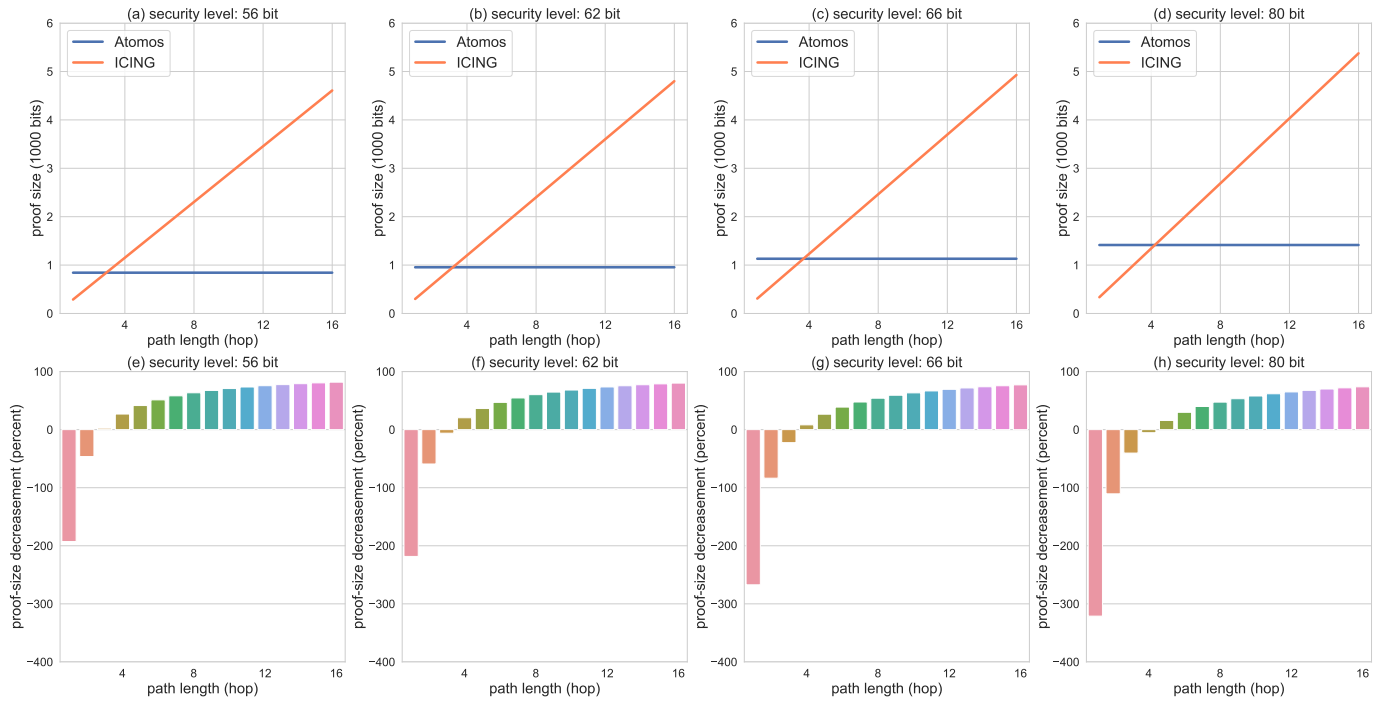 (a) security level: 56 bit
6
5
4
3
2
1
0
proof size (1000 bits)
Atomos
ICING
4 8 12 16
path length (hop)
(b) security level: 62 bit
6
5
4
3
2
1
0
proof size (1000 bits)
Atomos
ICING
4 8 12 16
path length (hop)
(c) security level: 66 bit
6
5
4
3
2
1
0
proof size (1000 bits)
Atomos
ICING
4 8 12 16
path length (hop)
(d) security level: 80 bit
6
5
4
3
2
1
0
proof size (1000 bits)
Atomos
ICING
4 8 12 16
path length (hop)
(e) security level: 56 bit
100
0
−100
−200
−300
−400
proof-size decreasement (percent)
4 8 12 16
path length (hop)
(f) security level: 62 bit
100
0
−100
−200
−300
−400
proof-size decreasement (percent)
4 8 12 16
path length (hop)
(g) security level: 66 bit
100
0
−100
−200
−300
−400
proof-size decreasement (percent)
4 8 12 16
path length (hop)
(h) security level: 80 bit
100
0
−100
−200
−300
−400
proof-size decreasement (percent)
4 8 12 16
path length (hop)